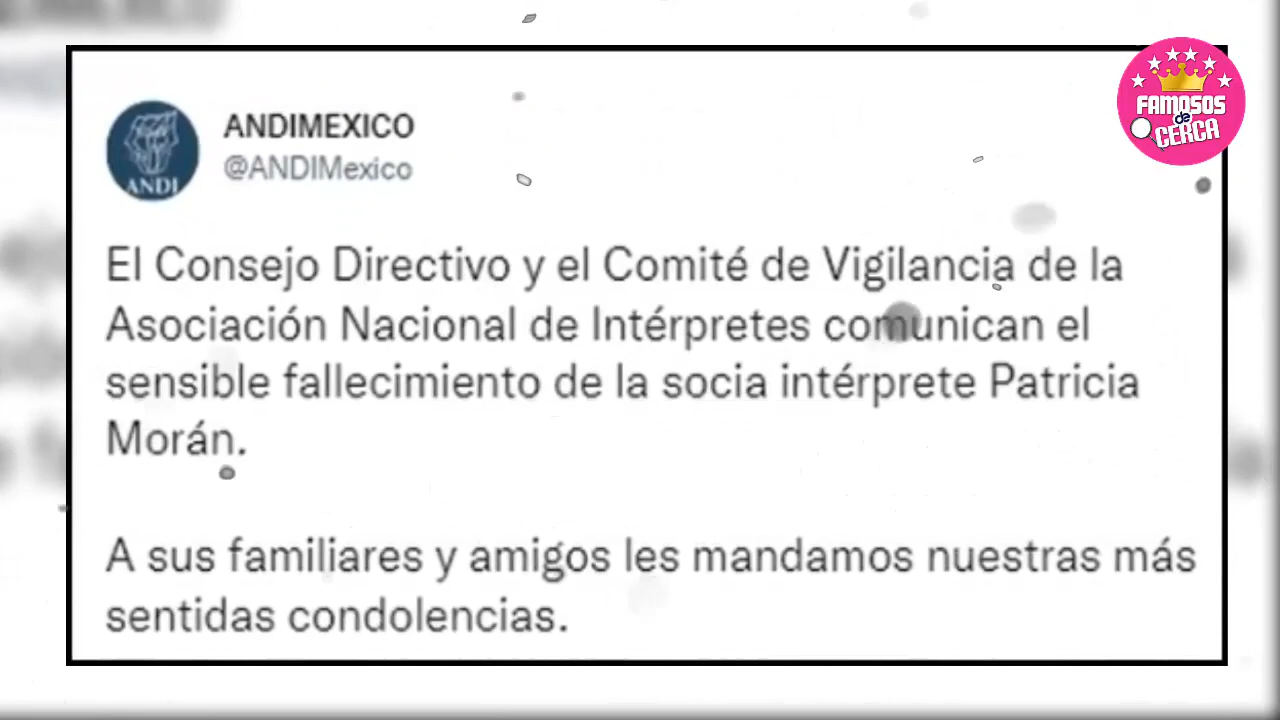 ANDIMEXICO
@ANDIMexico
ANDI
El Consejo Directivo y el Comité de Vigilancia de la
Asociación Nacional de Intérpretes comunican el
sensible fallecimiento de la socia intérprete Patricia
Morán.
A sus familiares y amigos les mandamos nuestras más
sentidas condolencias.
FAMOSOS
de
CERCA